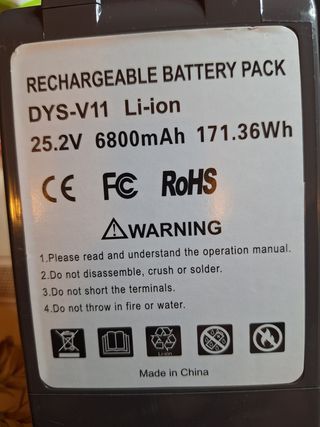 RECHARGEABLE BATTERY PACK
DYS-V11 Li-ion
25.2V 6800mAh 171.36Wh
CE FC RoHS
WARNING
1.Please read and understand the operation manual.
2.Do not disassemble, crush or solder.
3.Do not short the terminals.
4.Do not throw in fire or water.
Li-ion
Made in China